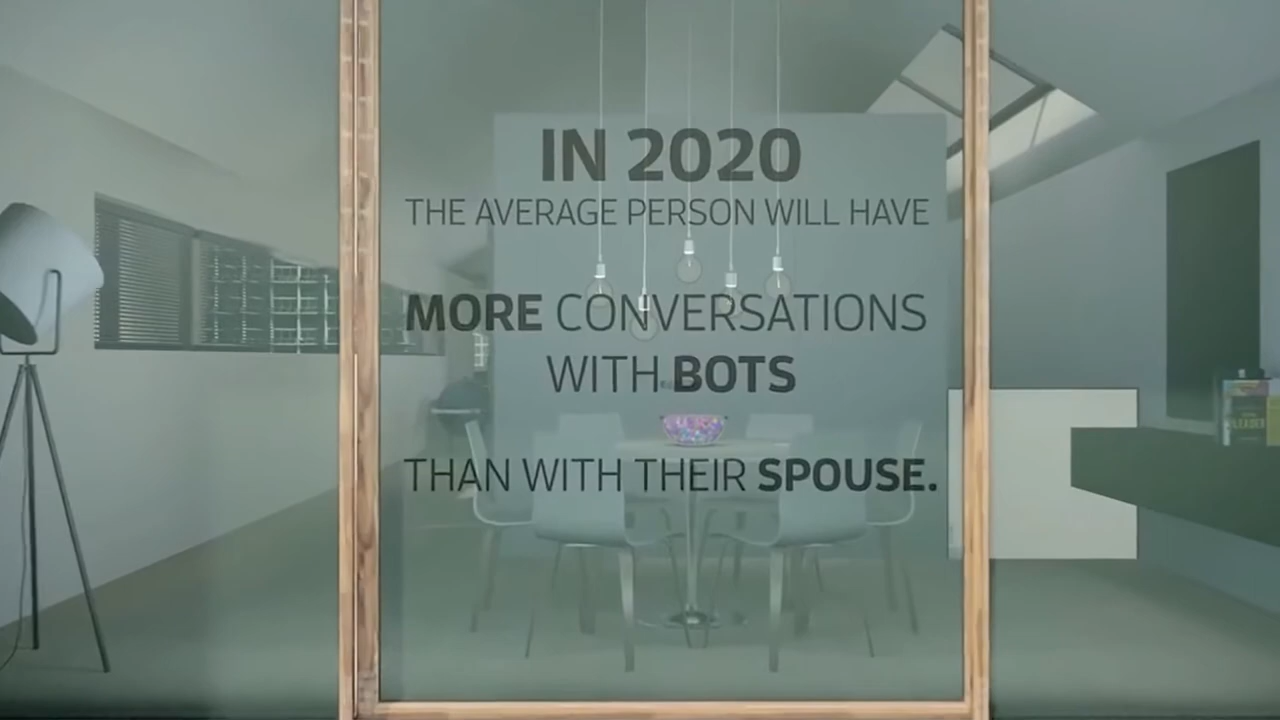 IN 2020
THE AVERAGE PERSON WILL HAVE
MORE CONVERSATIONS
WITH BOTS
THAN WITH THEIR SPOUSE.